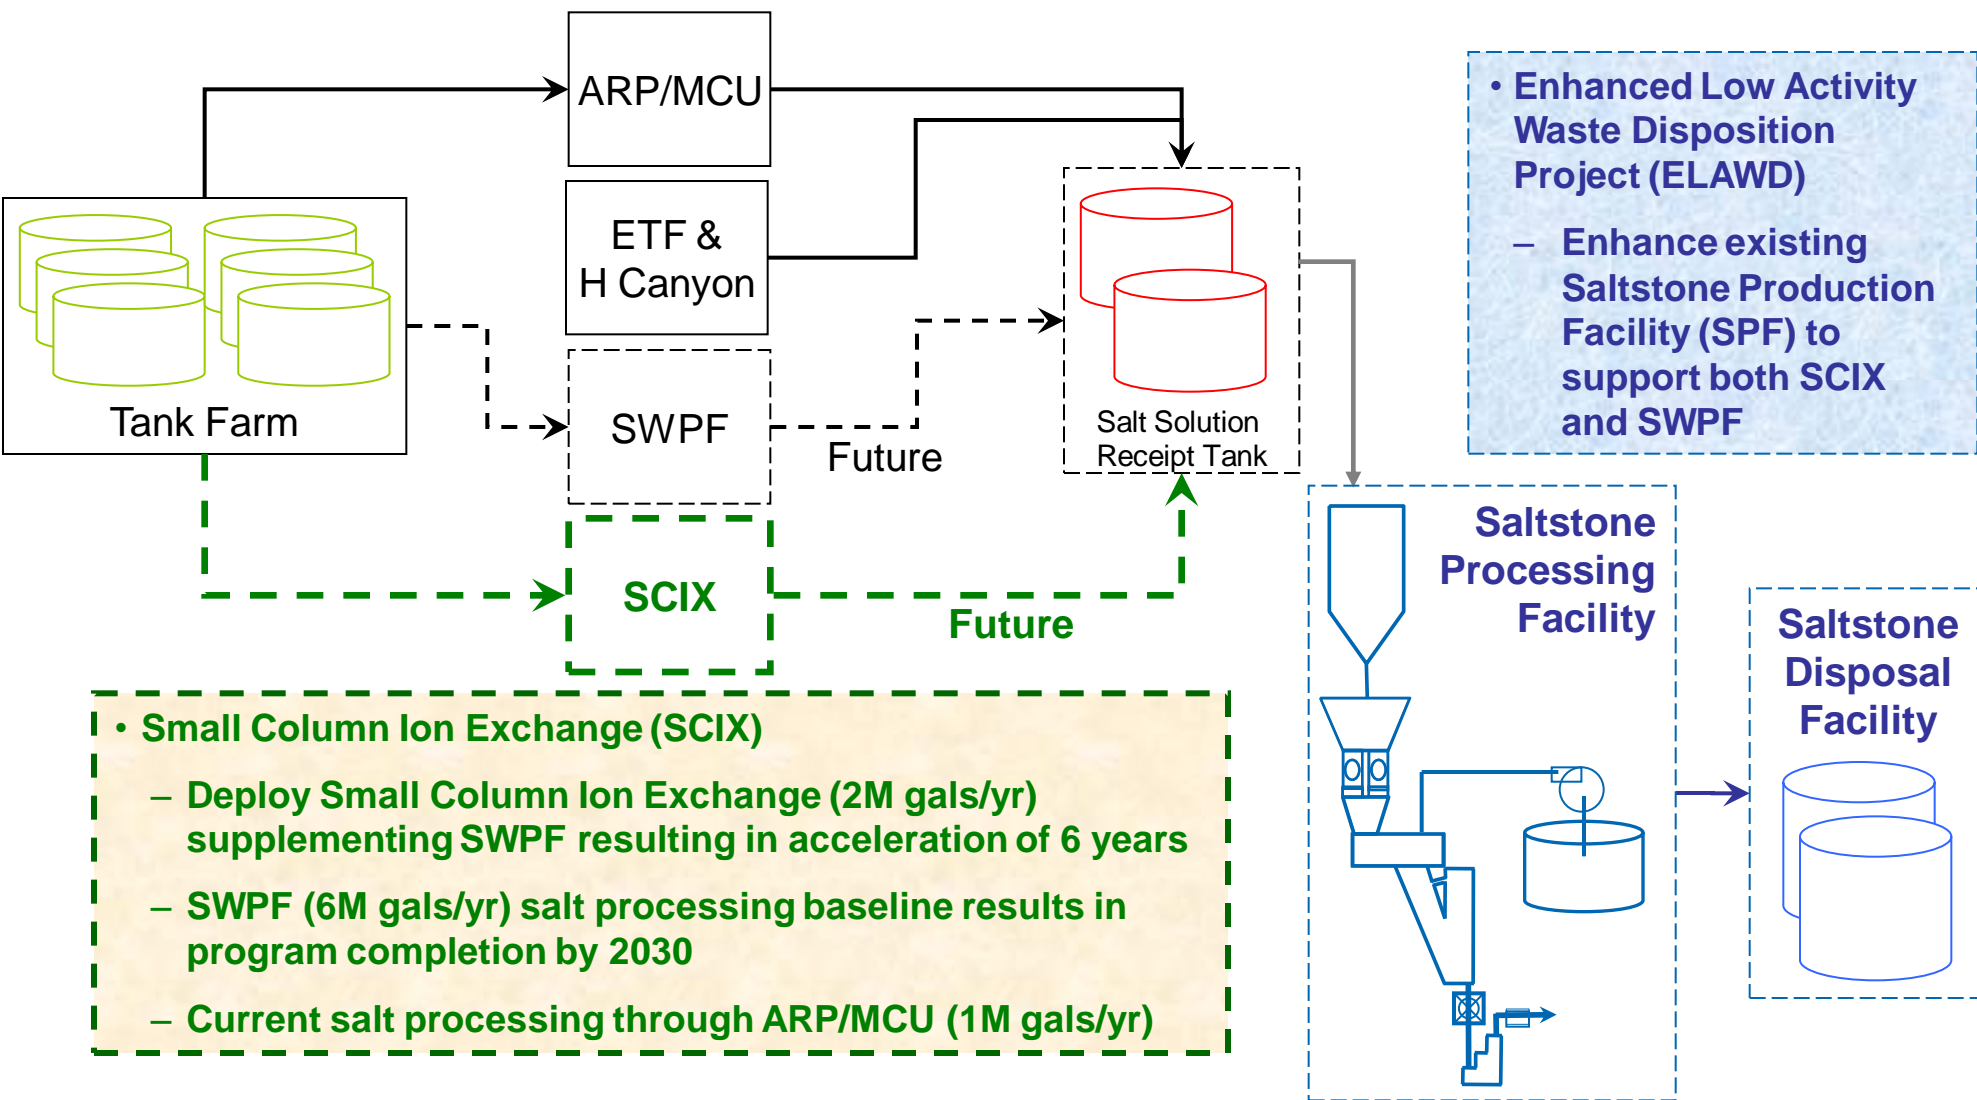 ARP/MCU
ETF &
H Canyon
Tank Farm
SWPF
Future
SCIX
Future
Salt Solution
Receipt Tank
• Enhanced Low Activity
Waste Disposition
Project (ELAWD)
– Enhance existing
Saltstone Production
Facility (SPF) to
support both SCIX
and SWPF
Saltstone
Processing
Facility
Saltstone
Disposal
Facility
• Small Column Ion Exchange (SCIX)
– Deploy Small Column Ion Exchange (2M gals/yr)
supplementing SWPF resulting in acceleration of 6 years
– SWPF (6M gals/yr) salt processing baseline results in
program completion by 2030
– Current salt processing through ARP/MCU (1M gals/yr)